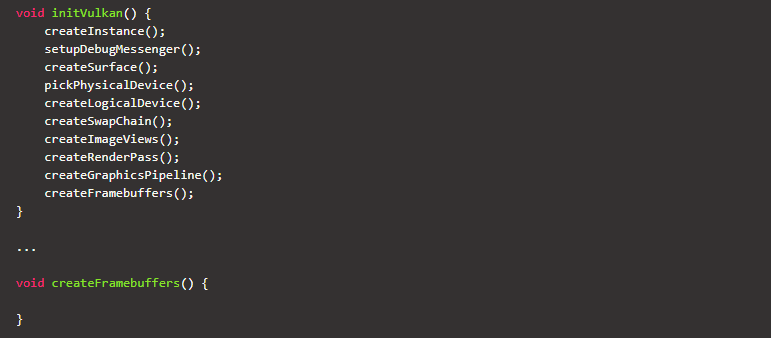 void initVulkan() {
    createInstance();
    setupDebugMessenger();
    createSurface();
    pickPhysicalDevice();
    createLogicalDevice();
    createSwapChain();
    createImageViews();
    createRenderPass();
    createGraphicsPipeline();
    createFramebuffers();
}
...
void createFramebuffers() {
}